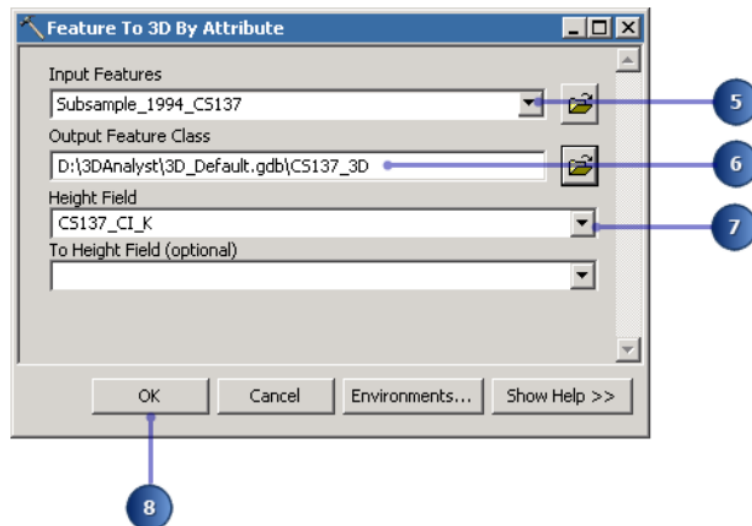 Feature To 3D By Attribute
Input Features
Subsample_1994_CS137
5
Output Feature Class
D:\3DAnalyst\3D_Default.gdb\CS137_3D
6
Height Field
CS137_CI_K
7
To Height Field (optional)
OK Cancel Environments... Show Help >>
8